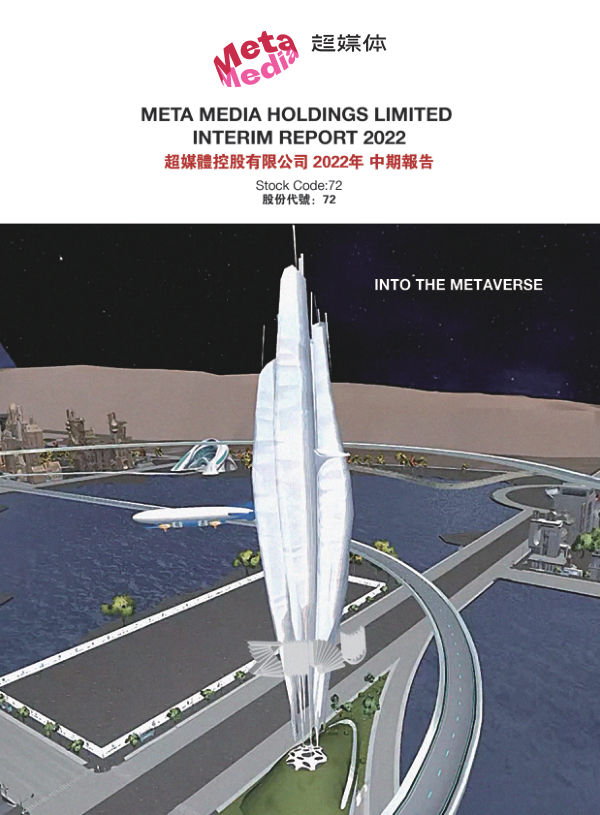 Meta
Media
超媒体
META MEDIA HOLDINGS LIMITED
INTERIM REPORT 2022
超媒體控股有限公司 2022年 中期報告
Stock Code:72
股份代號：72
INTO THE METAVERSE